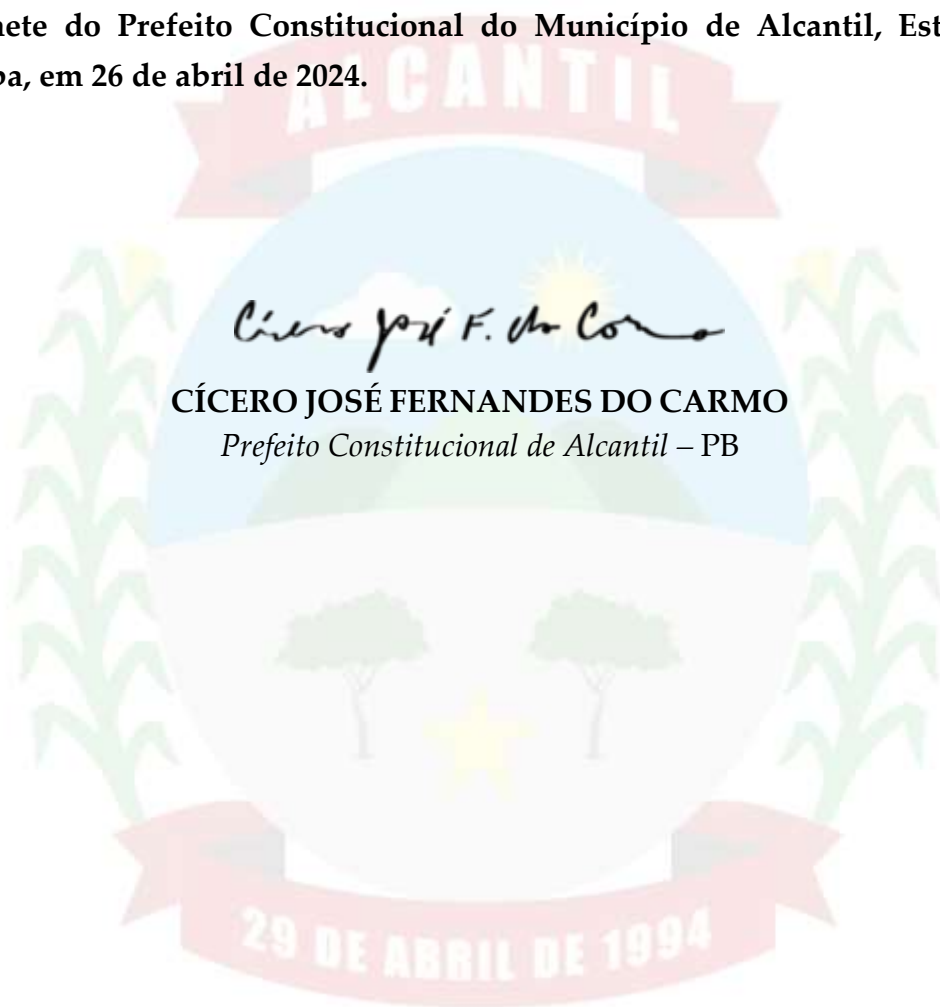 nete do Prefeito Constitucional do Município de Alcantil, Est
ba, em 26 de abril de 2024.
ALCANTIL
Cícero José F. do Carmo
CÍCERO JOSÉ FERNANDES DO CARMO
Prefeito Constitucional de Alcantil – PB
29 DE ABRIL DE 1994